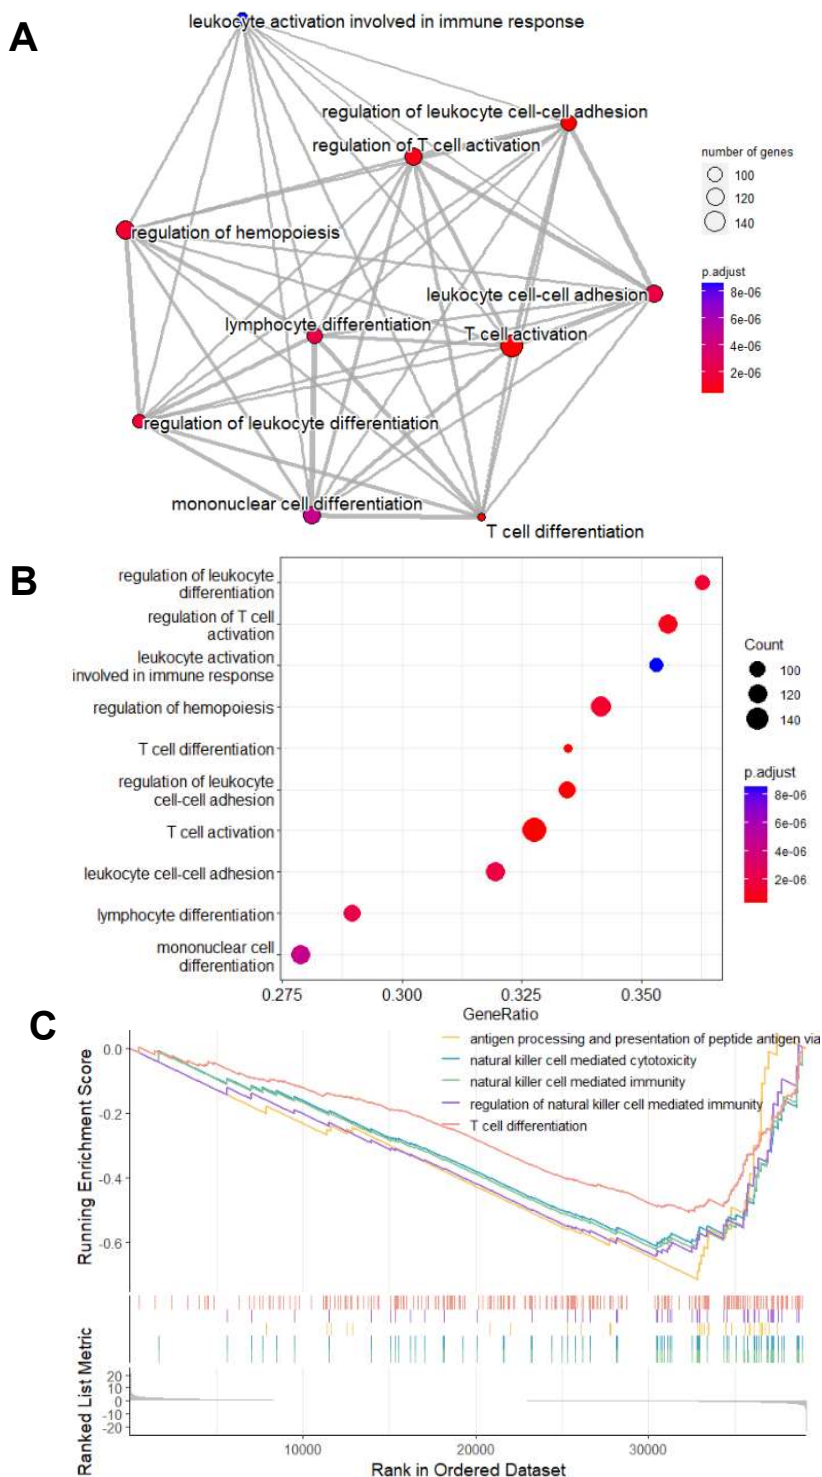 A
leukocyte activation involved in immune response
regulation of leukocyte cell-cell adhesion
regulation of T cell activation
number of genes
100
120
140
regulation of hemopoiesis
p.adjust
8e-06
6e-06
4e-06
2e-06
leukocyte cell-cell adhesion
lymphocyte differentiation
T cell activation
regulation of leukocyte differentiation
mononuclear cell differentiation
T cell differentiation
B
regulation of leukocyte
differentiation
regulation of T cell
activation
leukocyte activation
involved in immune response
regulation of hemopoiesis
T cell differentiation
regulation of leukocyte
cell-cell adhesion
T cell activation
leukocyte cell-cell adhesion
lymphocyte differentiation
mononuclear cell
differentiation
0.275
0.300
0.325
0.350
GeneRatio
Count
100
120
140
p.adjust
8e-06
6e-06
4e-06
2e-06
C
Running Enrichment Score
0.0
-0.2
-0.4
-0.6
antigen processing and presentation of peptide antigen via
natural killer cell mediated cytotoxicity
natural killer cell mediated immunity
regulation of natural killer cell mediated immunity
T cell differentiation
Ranked List Metric
20
10
0
-10
-20
10000
20000
30000
Rank in Ordered Dataset